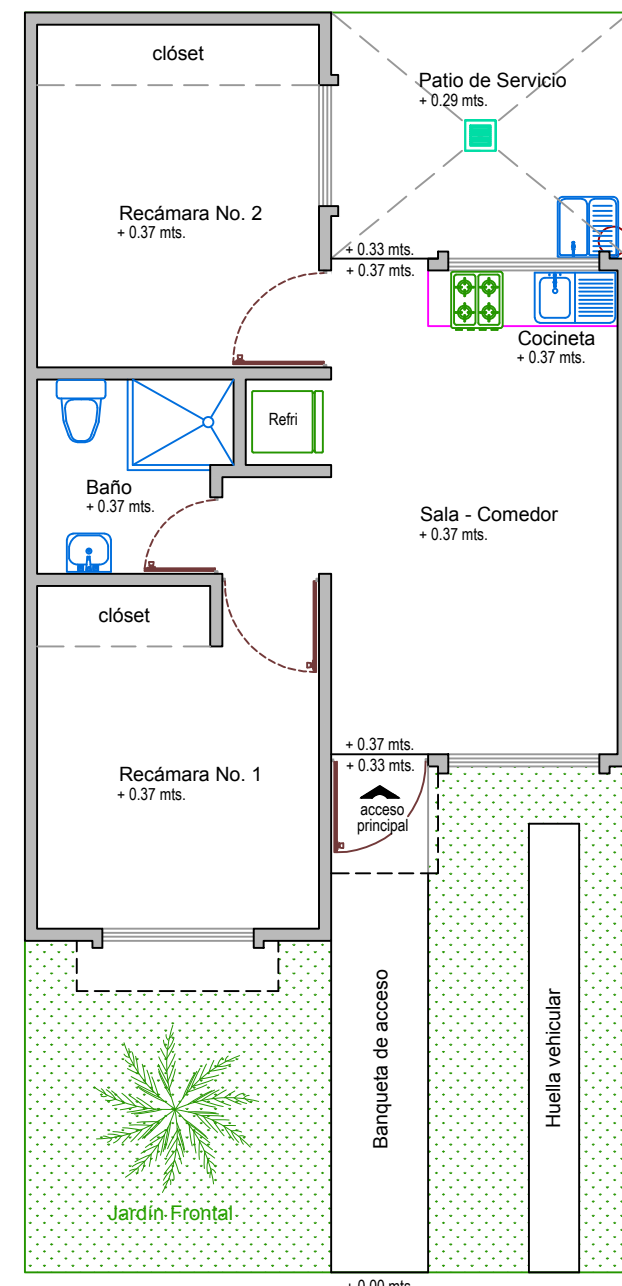 clóset
Patio de Servicio
+ 0.29 mts.
Recámara No. 2
+ 0.37 mts.
+ 0.33 mts.
+ 0.37 mts.
Cocineta
+ 0.37 mts.
Refri
Baño
+ 0.37 mts.
Sala - Comedor
+ 0.37 mts.
clóset
+ 0.37 mts.
+ 0.33 mts.
Recámara No. 1
+ 0.37 mts.
acceso
principal
Banqueta de acceso
Huella vehicular
Jardín Frontal
+ 0.00 mts.